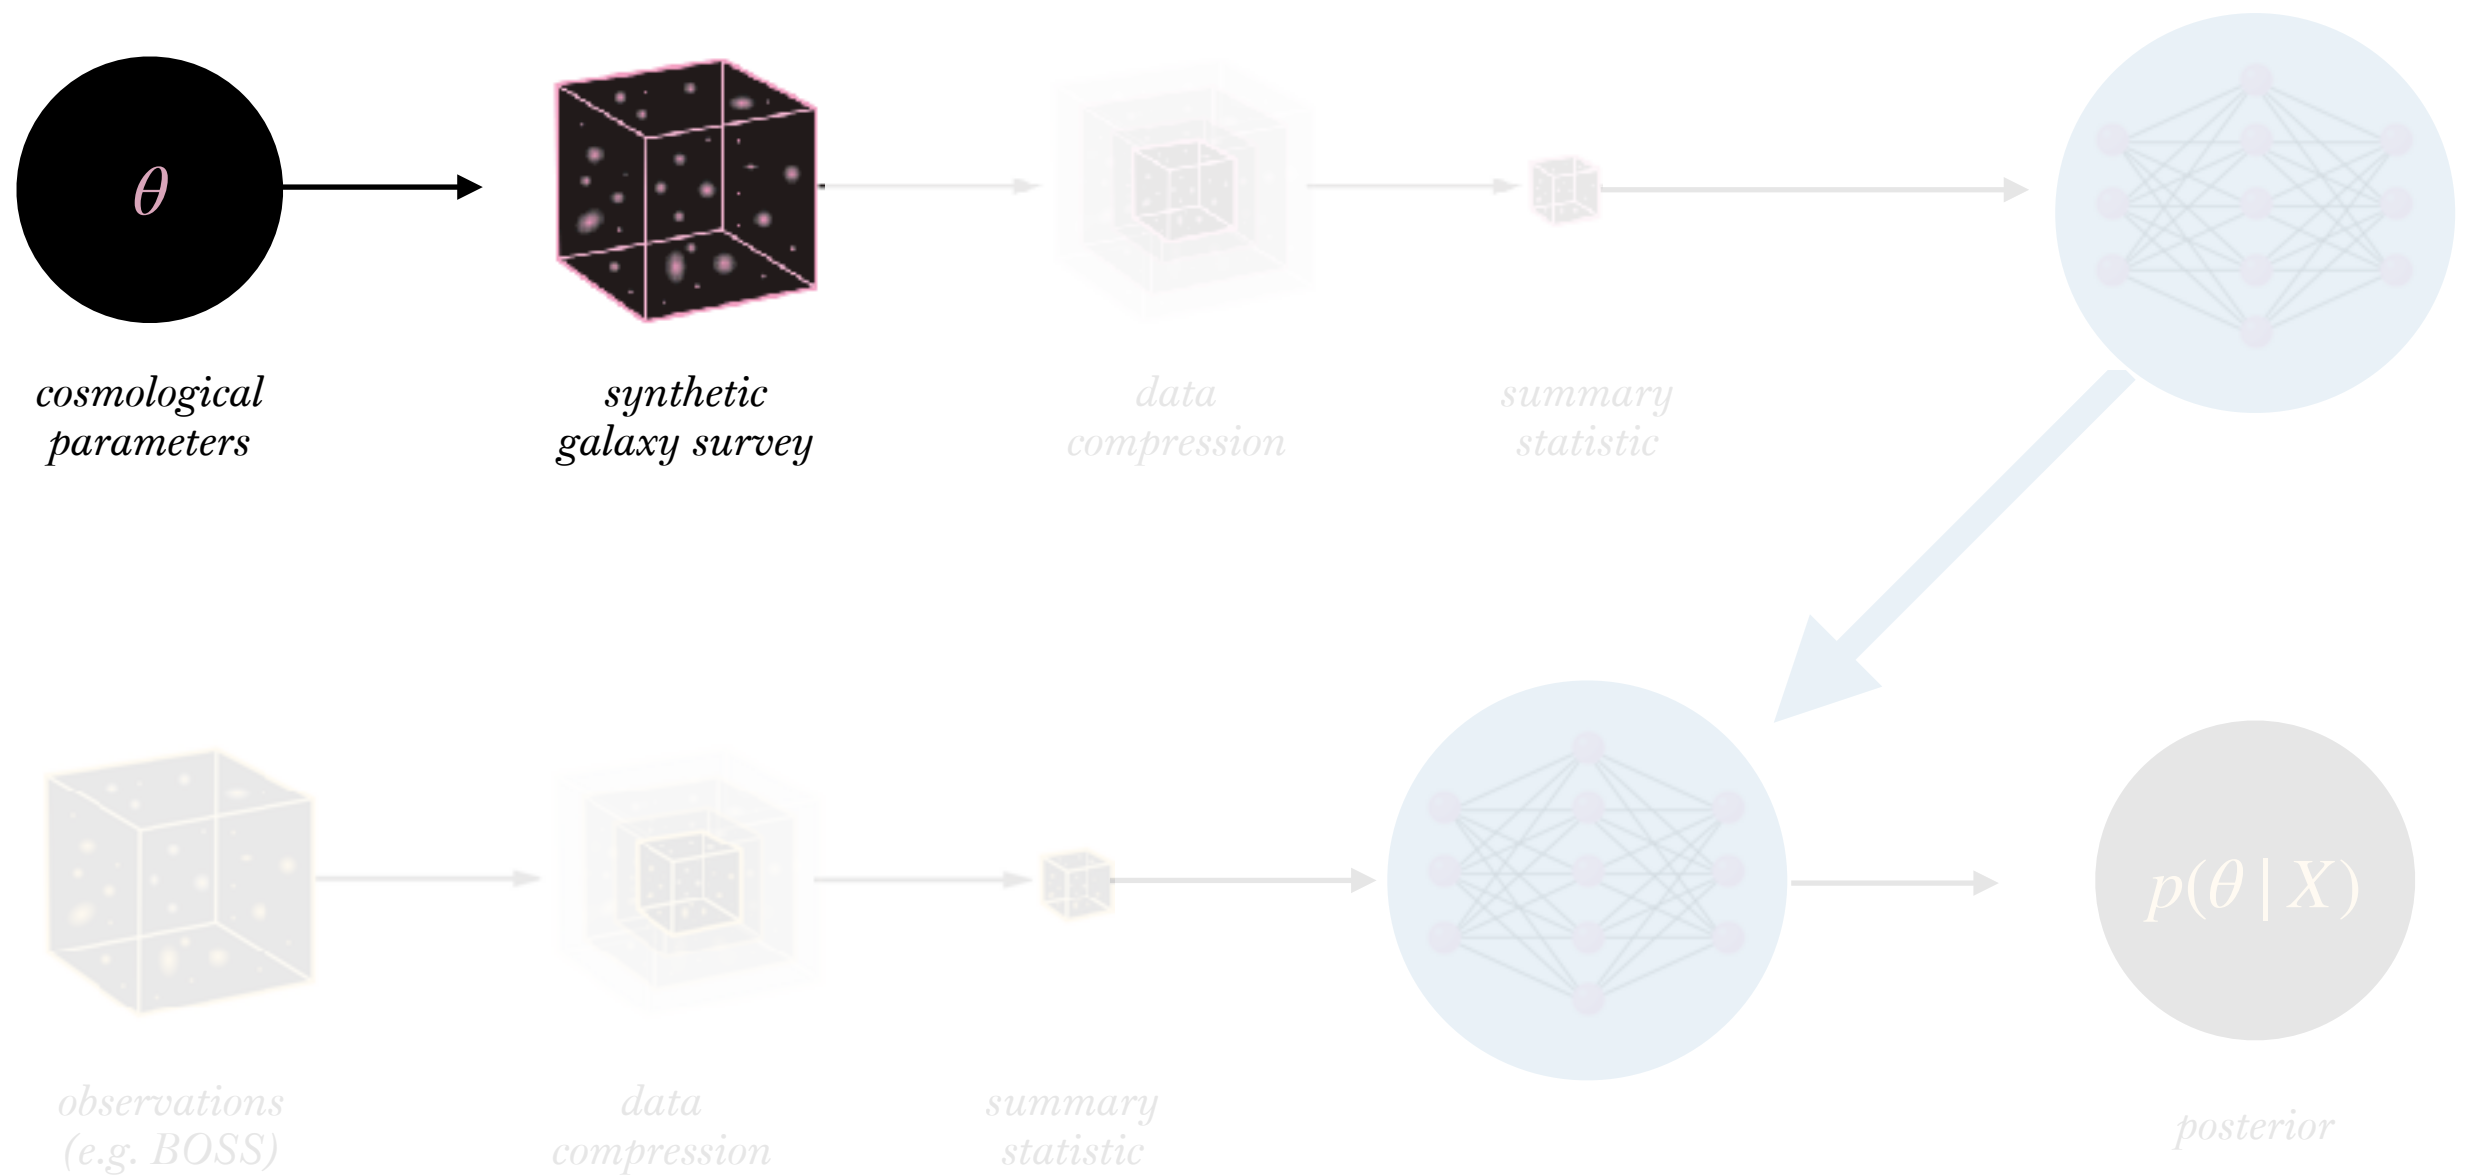 θ
cosmological
parameters
synthetic
galaxy survey
data
compression
summary
statistic
p(θ | X)
observations
(e.g. BOSS)
data
compression
summary
statistic
posterior